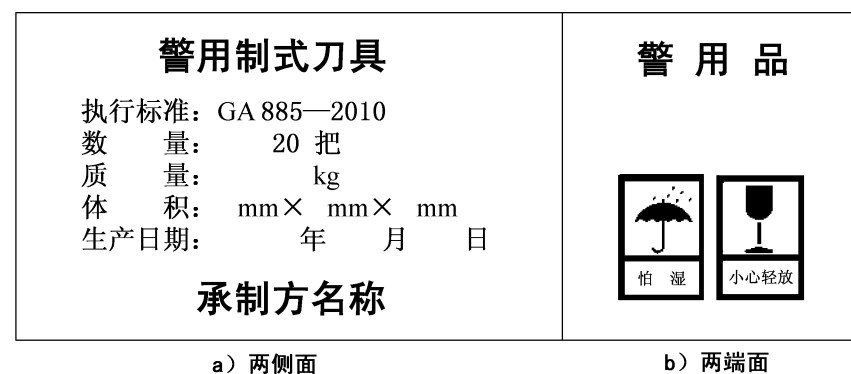 警用制式刀具
执行标准：GA 885—2010
数 量： 20 把
质 量： kg
体 积： mm× mm× mm
生产日期： 年 月 日
承制方名称
a）两侧面
警 用 品
怕 湿
小心轻放
b）两端面